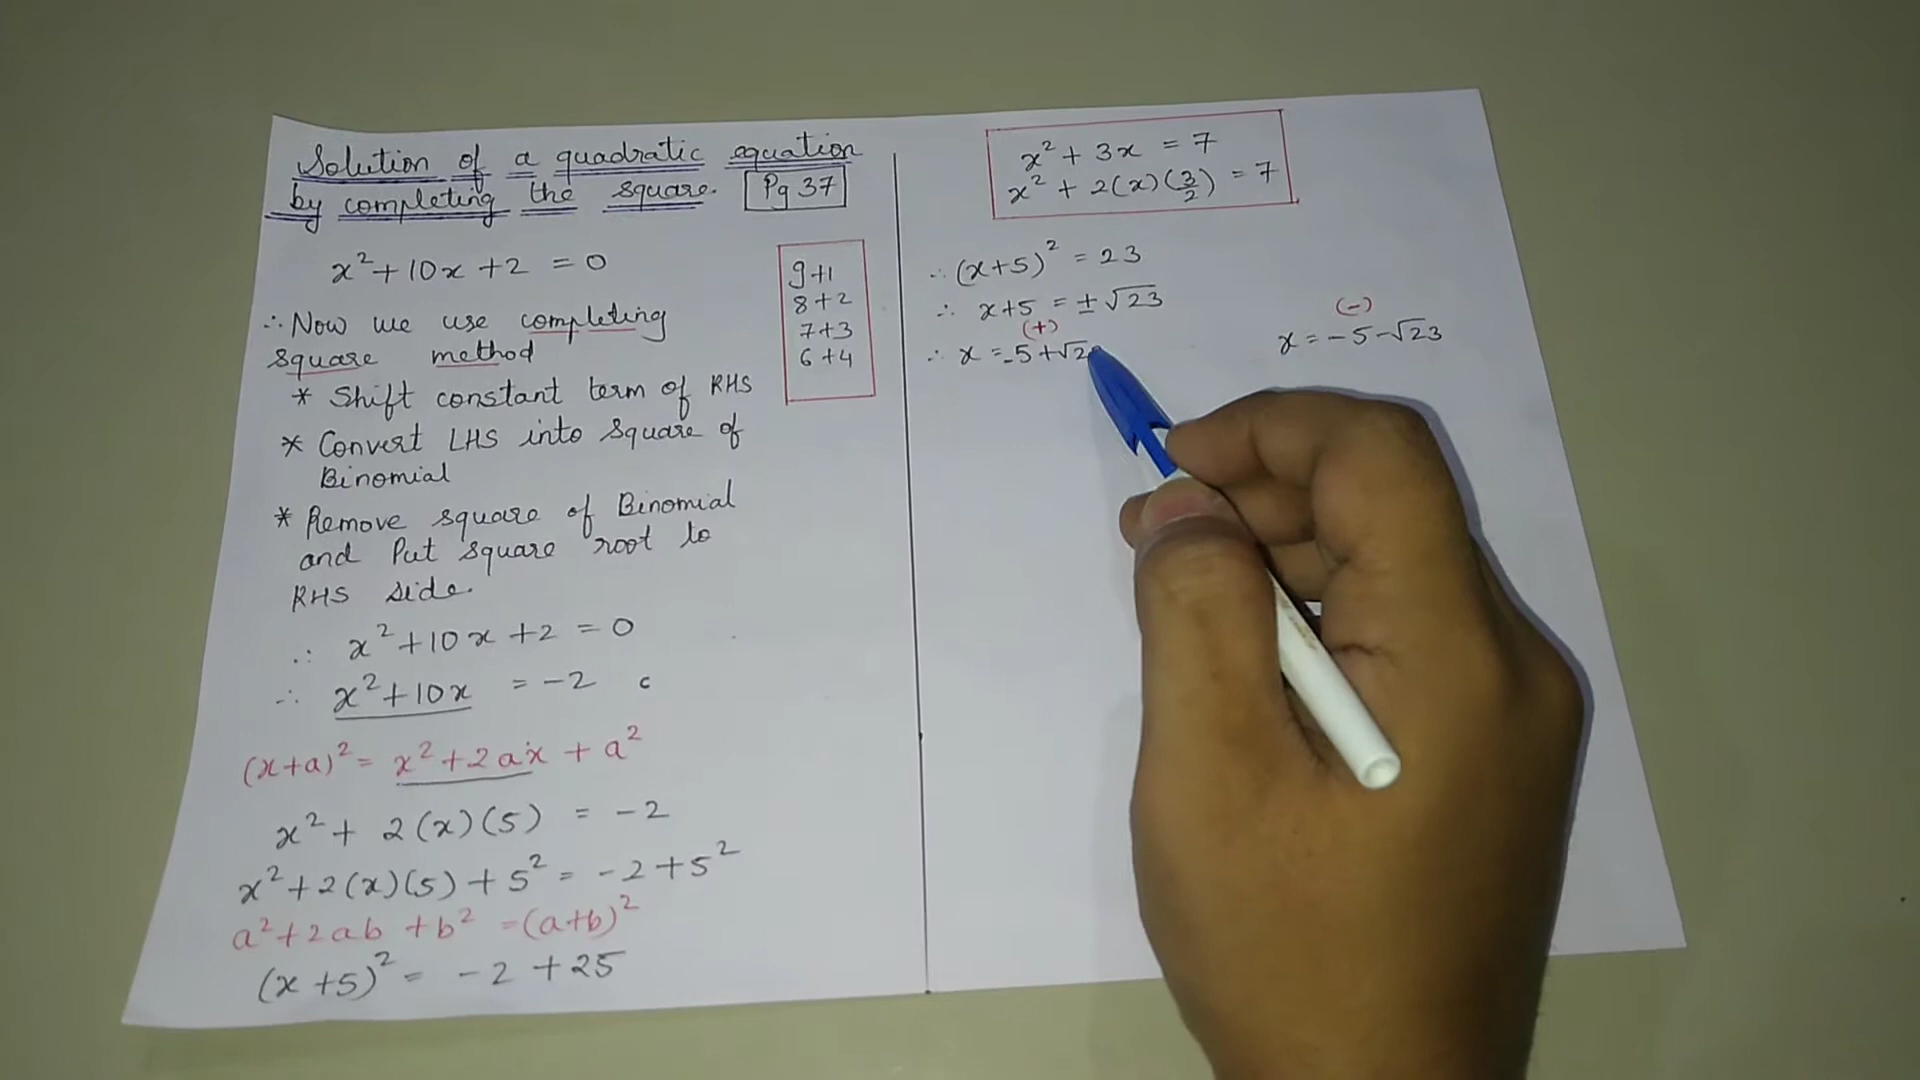 Solution of a quadratic equation
by completing the square. Pg 37
x² + 10x + 2 = 0
∴ Now we use completing
square method
* Shift constant term of RHS
* Convert LHS into square of
Binomial
* Remove square of Binomial
and Put square root to
RHS side.
∴ x² + 10x + 2 = 0
∴ x² + 10x = -2 c
(x+a)² = x² + 2ax + a²
x² + 2(x)(5) = -2
x² + 2(x)(5) + 5² = -2 + 5²
a² + 2ab + b² = (a+b)²
(x+5)² = -2 + 25
9+1
8+2
7+3
6+4
x² + 3x = 7
x² + 2(x)(3/2) = 7
∴ (x+5)² = 23
∴ x+5 = ± √23
(+)
∴ x = -5 + √2
(-)
x = -5 - √23